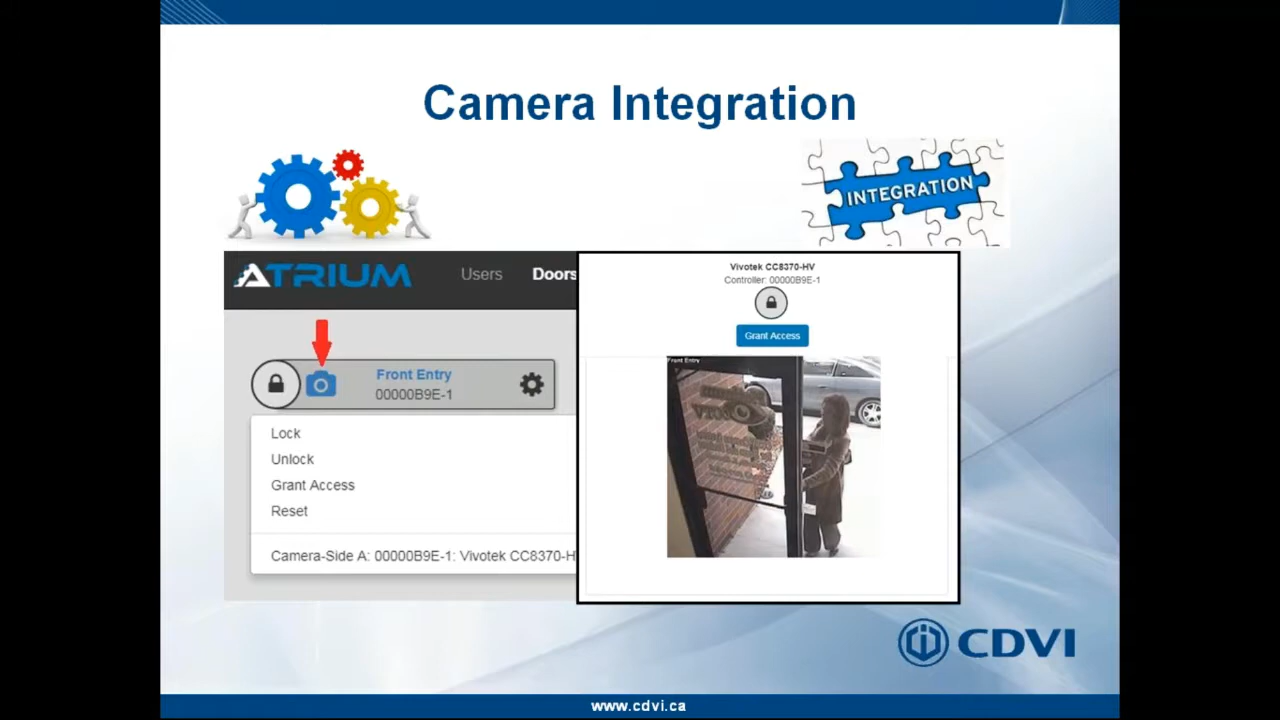 Camera Integration
INTEGRATION
ATRIUM
Users
Doors
Front Entry
00000B9E-1
Lock
Unlock
Grant Access
Reset
Camera-Side A: 00000B9E-1: Vivotek CC8370-H
Vivotek CC8370-HV
Controller: 00000B9E-1
Grant Access
Front Entry
CDVI
www.cdvi.ca